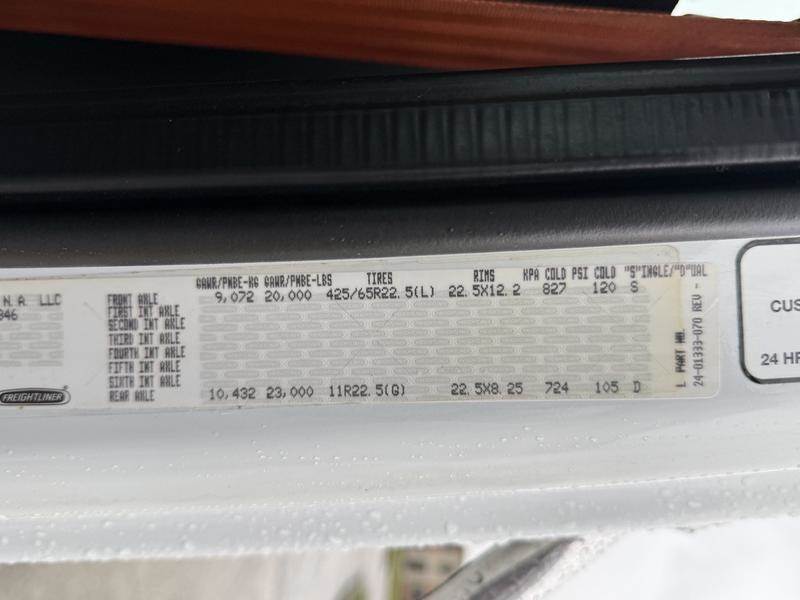 GAWR/PNBE-KG GAWR/PNBE-LBS TIRES RIMS KPA COLD PSI COLD "S"INGLE/"D"UAL
N.A. LLC
846
FRONT AXLE 9,072 20,000 425/65R22.5(L) 22.5X12.2 827 120 S
FIRST INT AXLE
SECOND INT AXLE
THIRD INT AXLE
FOURTH INT AXLE
FIFTH INT AXLE
SIXTH INT AXLE
REAR AXLE 10,432 23,000 11R22.5(G) 22.5X8.25 724 105 D
FREIGHTLINER
L PART NO.
24-01333-070 REV -
CUS
24 HR